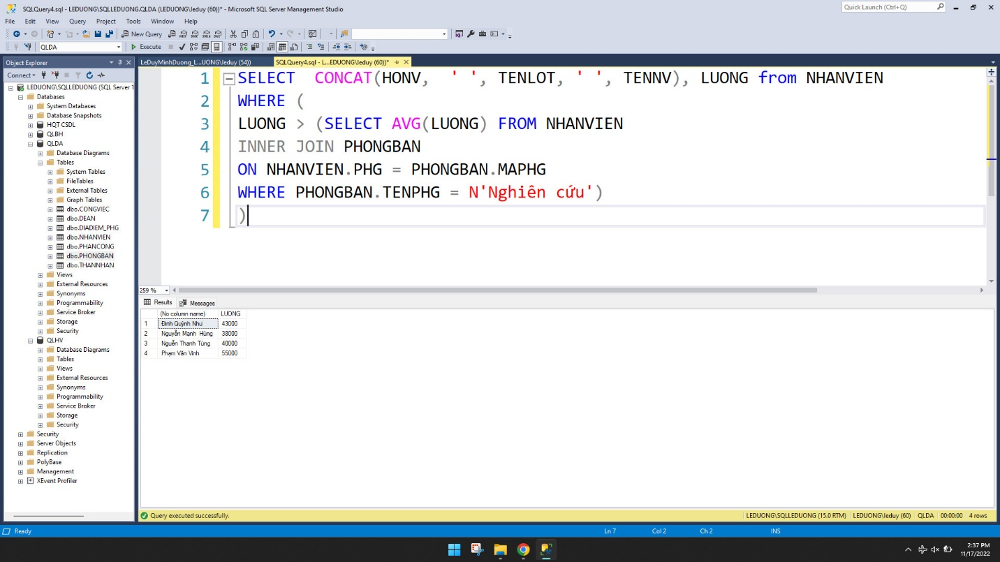 SQLQuery4.sql - LEDUONG\SQLLEDUONG.QLDA (LEDUONG\leduy (60))* - Microsoft SQL Server Management Studio
Quick Launch (Ctrl+Q)
File Edit View Query Project Tools Window Help
New Query
QLDA
Execute
Object Explorer
LeDuyMinhDuong_L...UONG\leduy (54))
SQLQuery4.sql - L...EDUONG\leduy (60))*
Connect
LEDUONG\SQLLEDUONG (SQL Server 1
Databases
System Databases
Database Snapshots
HQT CSDL
QLBH
QLDA
Database Diagrams
Tables
System Tables
FileTables
External Tables
Graph Tables
dbo.CONGVIEC
dbo.DEAN
dbo.DIADIEM_PHG
dbo.NHANVIEN
dbo.PHANCONG
dbo.PHONGBAN
dbo.THANNHAN
Views
External Resources
Synonyms
Programmability
Service Broker
Storage
Security
QLHV
Database Diagrams
Tables
Views
External Resources
Synonyms
Programmability
Service Broker
Storage
Security
Security
Server Objects
Replication
PolyBase
Management
XEvent Profiler
1 SELECT CONCAT(HONV, ' ', TENLOT, ' ', TENNV), LUONG from NHANVIEN
2 WHERE (
3 LUONG > (SELECT AVG(LUONG) FROM NHANVIEN
4 INNER JOIN PHONGBAN
5 ON NHANVIEN.PHG = PHONGBAN.MAPHG
6 WHERE PHONGBAN.TENPHG = N'Nghiên cứu')
7 )
259 %
Results Messages
(No column name) LUONG
1 Đinh Quỳnh Như 43000
2 Nguyễn Mạnh Hùng 38000
3 Nguễn Thanh Tùng 40000
4 Phạm Văn Vinh 55000
Query executed successfully.
LEDUONG\SQLLEDUONG (15.0 RTM) LEDUONG\leduy (60) QLDA 00:00:00 4 rows
Ready
Ln 7 Col 2 Ch 2 INS
2:37 PM
11/17/2022